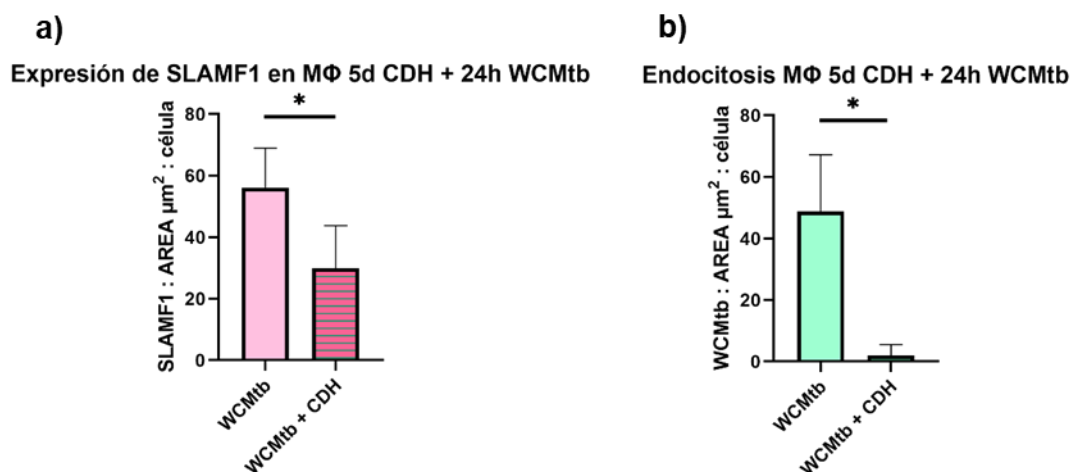 a)
Expresión de SLAMF1 en MΦ 5d CDH + 24h WCMtb
*
SLAMF1 : AREA µm² : célula
80
60
40
20
0
WCMtb
WCMtb + CDH
b)
Endocitosis MΦ 5d CDH + 24h WCMtb
*
WCMtb : AREA µm² : célula
80
60
40
20
0
WCMtb
WCMtb + CDH